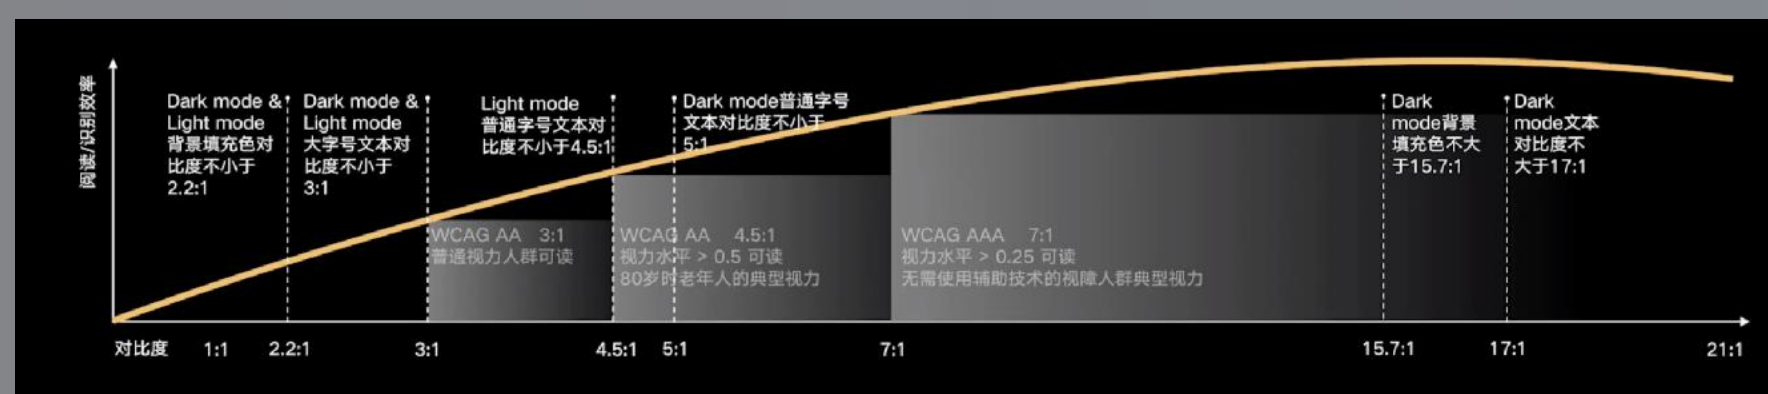 阅读/识别效率
Dark mode &
Light mode
背景填充色对
比度不小于
2.2:1
Dark mode &
Light mode
大字号文本对
比度不小于
3:1
Light mode
普通字号文本对
比度不小于4.5:1
Dark mode普通字号
文本对比度不小于
5:1
Dark
mode背景
填充色不大
于15.7:1
Dark
mode文本
对比度不
大于17:1
WCAG AA 3:1
普通视力人群可读
WCAG AA 4.5:1
视力水平 > 0.5 可读
80岁时老年人的典型视力
WCAG AAA 7:1
视力水平 > 0.25 可读
无需使用辅助技术的视障人群典型视力
对比度 1:1 2.2:1 3:1 4.5:1 5:1 7:1 15.7:1 17:1 21:1